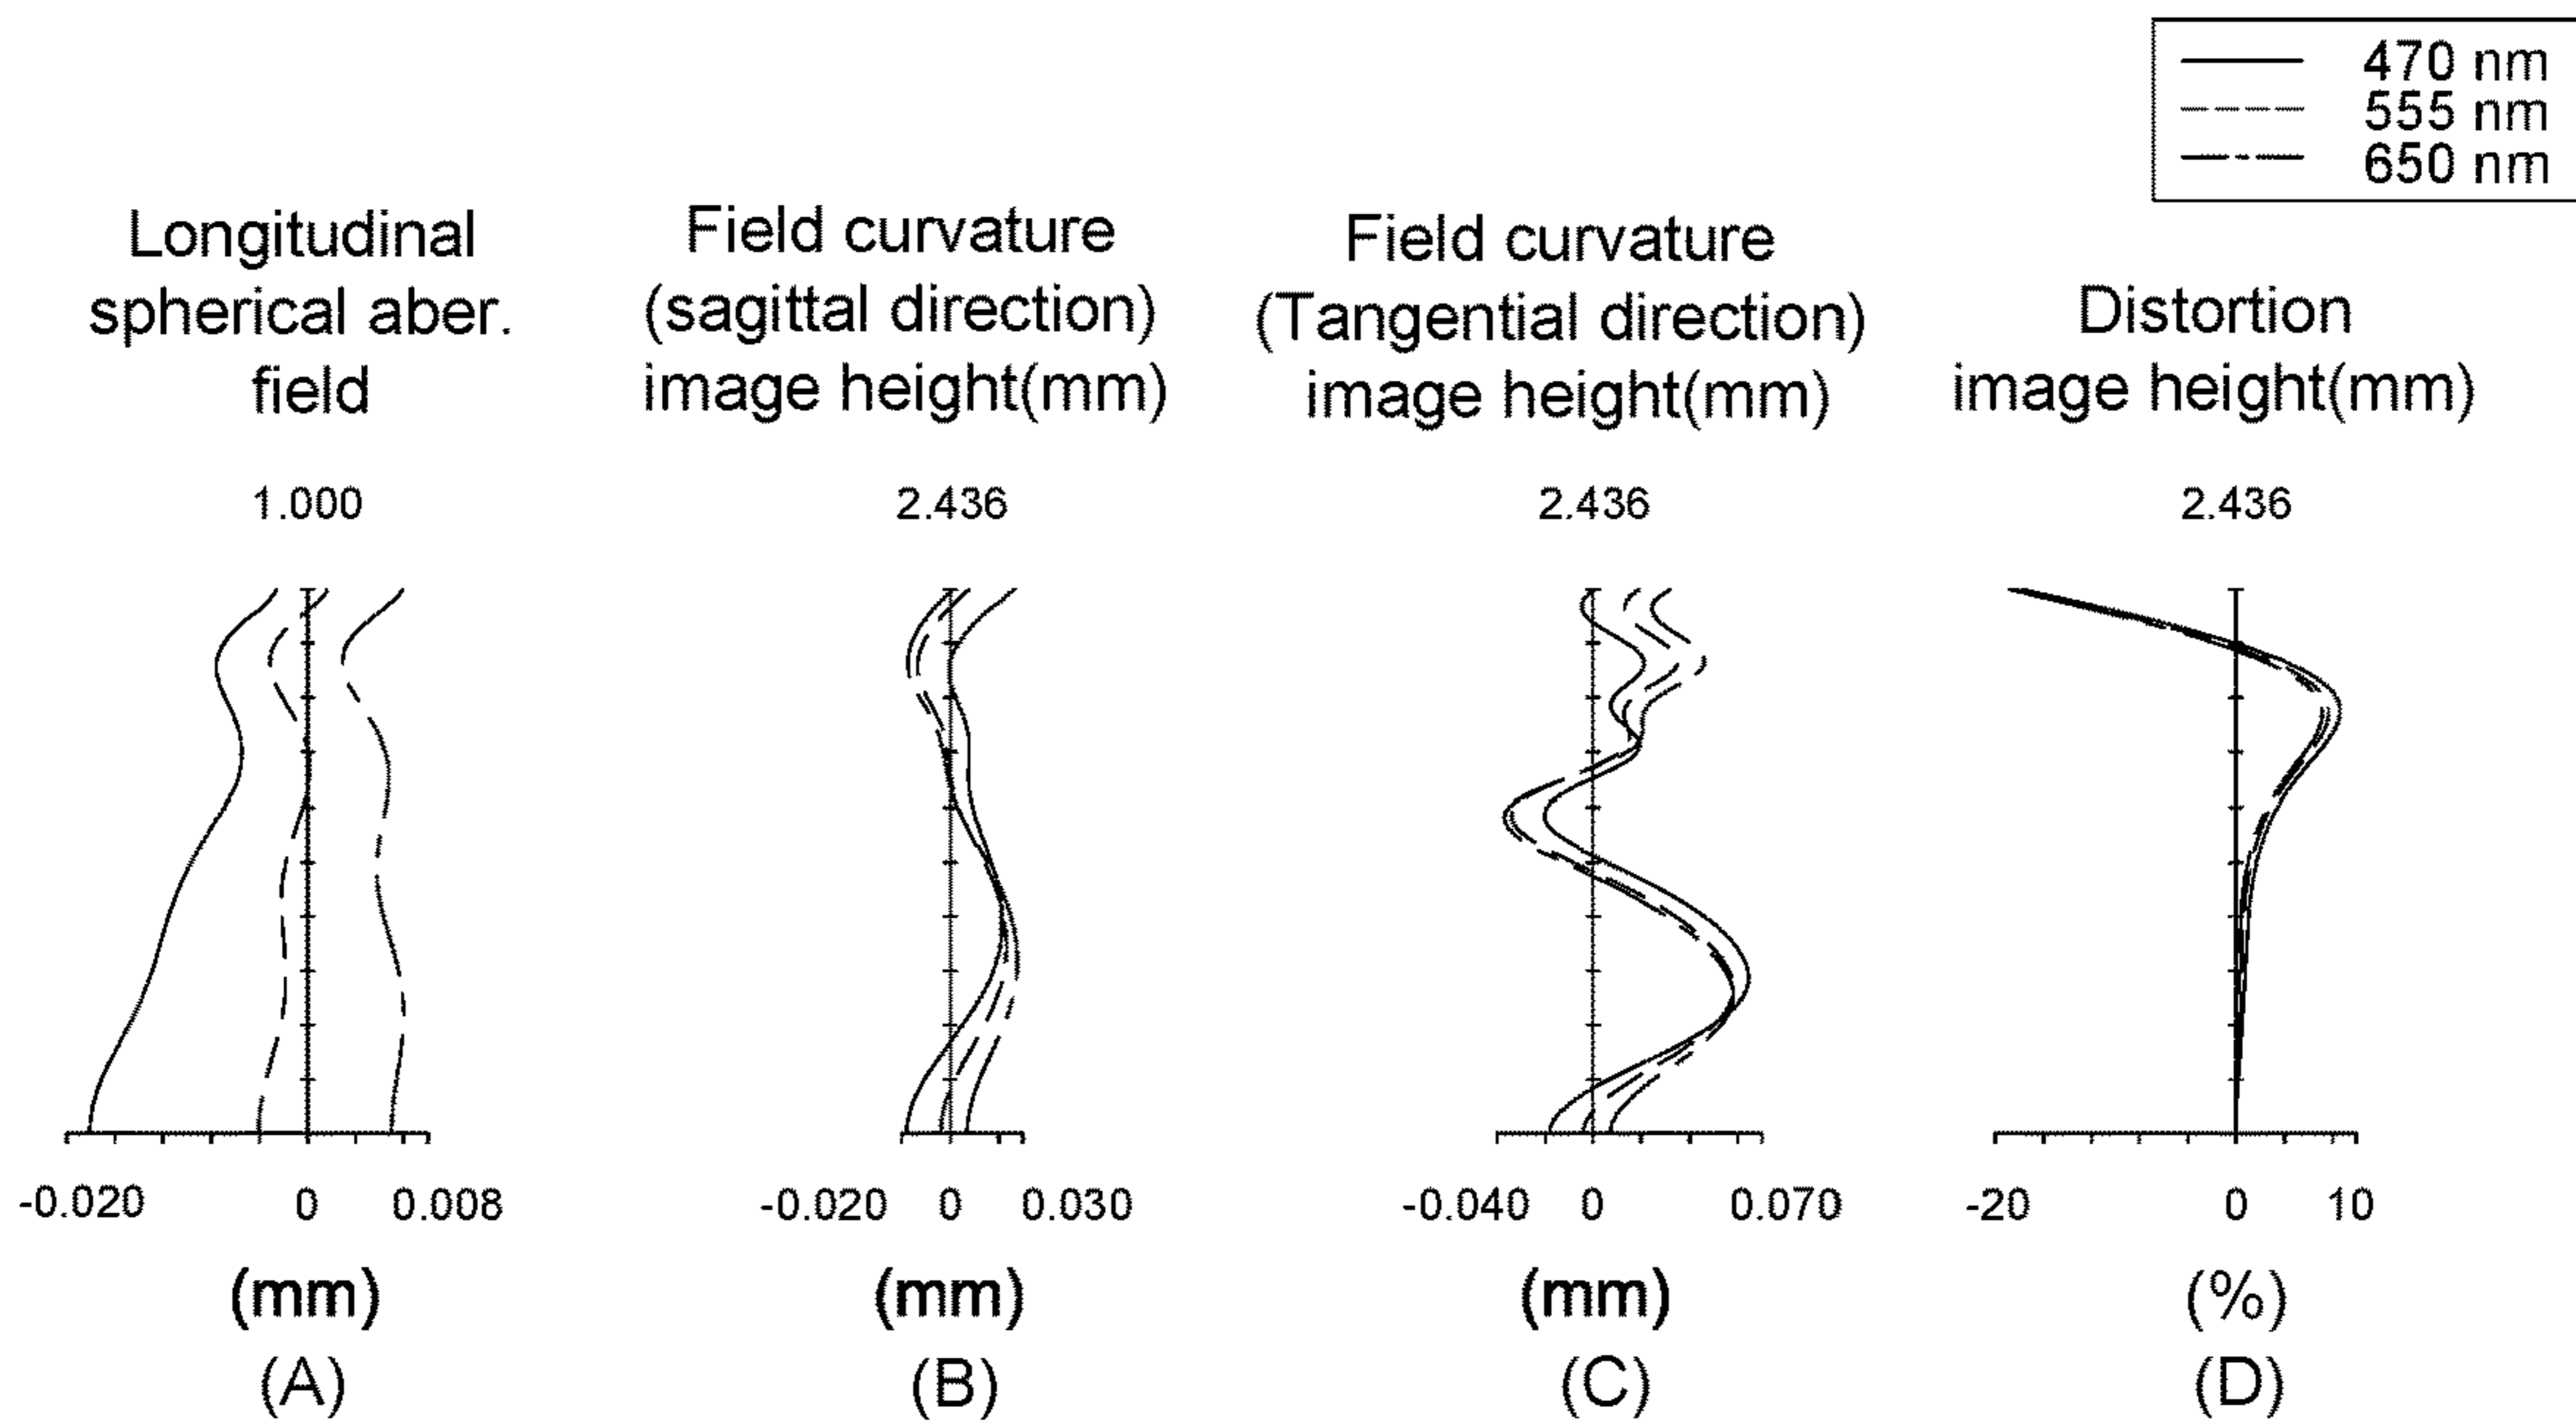 470 nm
555 nm
650 nm
Longitudinal
spherical aber.
field
Field curvature
(sagittal direction)
image height(mm)
Field curvature
(Tangential direction)
image height(mm)
Distortion
image height(mm)
1.000
2.436
2.436
2.436
-0.020 0 0.008
-0.020 0 0.030
-0.040 0 0.070
-20 0 10
(mm)
(mm)
(mm)
(%)
(A)
(B)
(C)
(D)